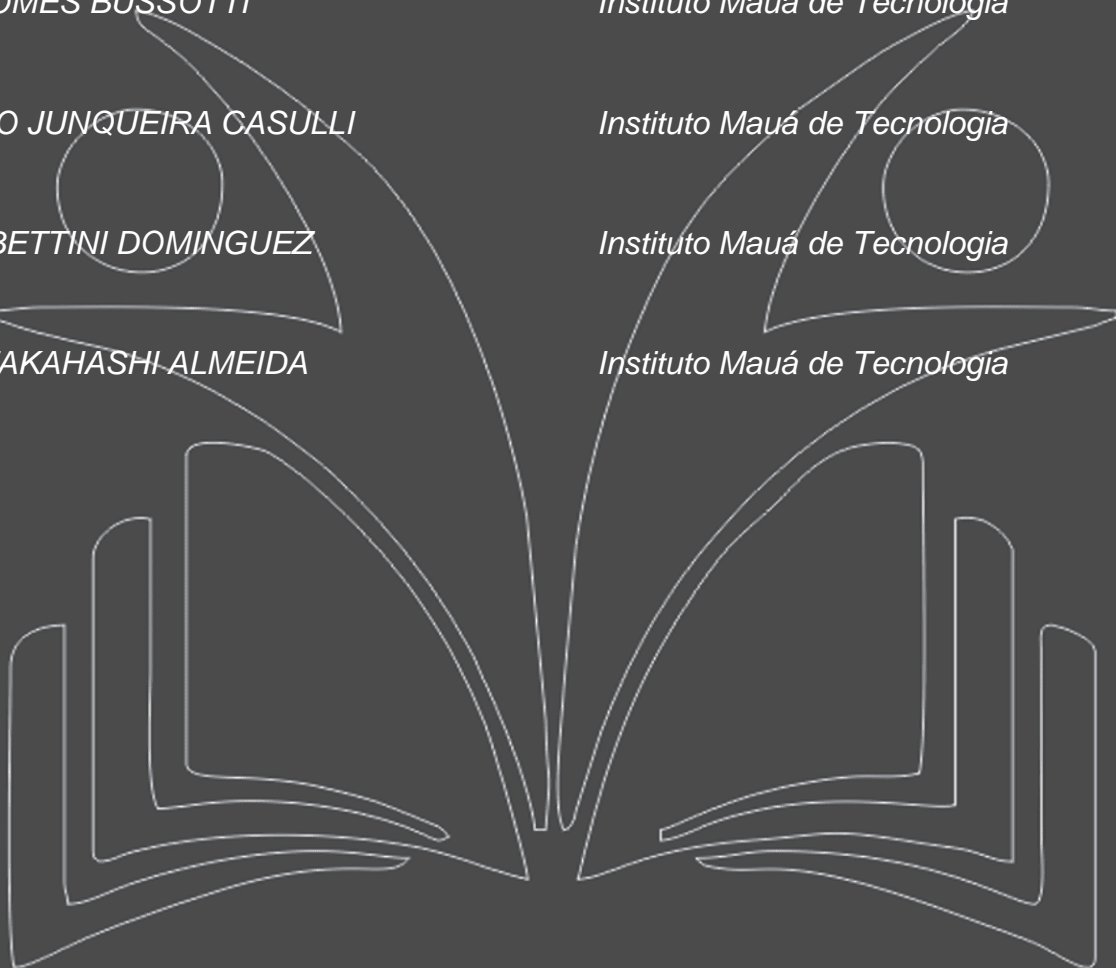 BUSSOTTI Instituto Mauá de Tecnologia
JUNQUEIRA CASULLI Instituto Mauá de Tecnologia
BETTINI DOMINGUEZ Instituto Mauá de Tecnologia
AKAHASHI ALMEIDA Instituto Mauá de Tecnologia